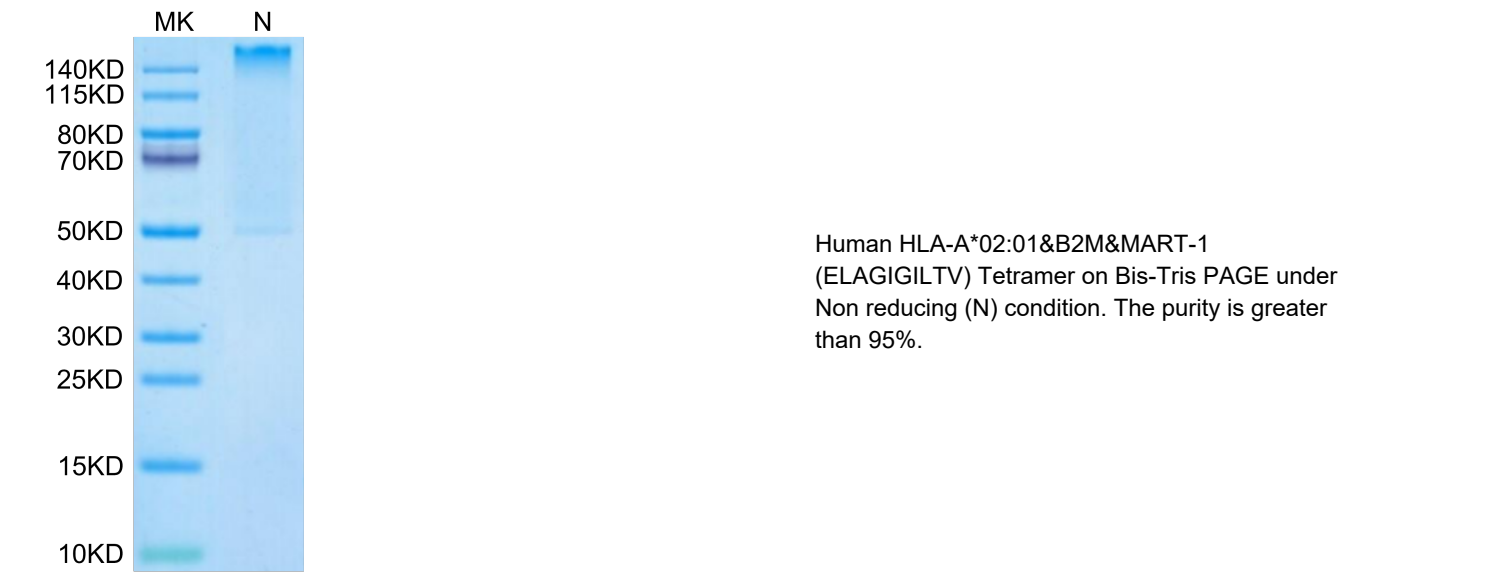 MK N
140KD
115KD
80KD
70KD
50KD
40KD
30KD
25KD
15KD
10KD
Human HLA-A*02:01&B2M&MART-1
(ELAGIGILTV) Tetramer on Bis-Tris PAGE under
Non reducing (N) condition. The purity is greater
than 95%.